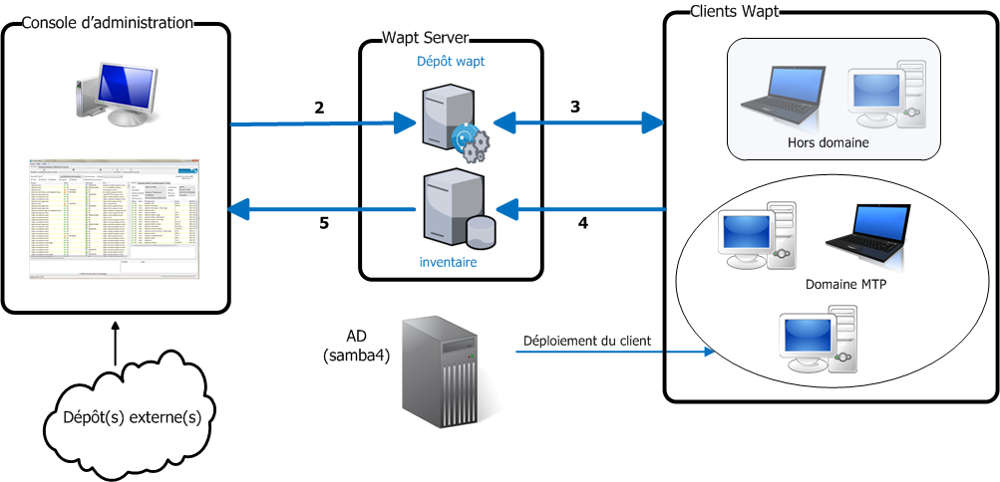 Console d'administration
Wapt Server
Clients Wapt
Dépôt wapt
2
3
Hors domaine
5
4
inventaire
Domaine MTP
AD
(samba4)
Déploiement du client
Dépôt(s) externe(s)